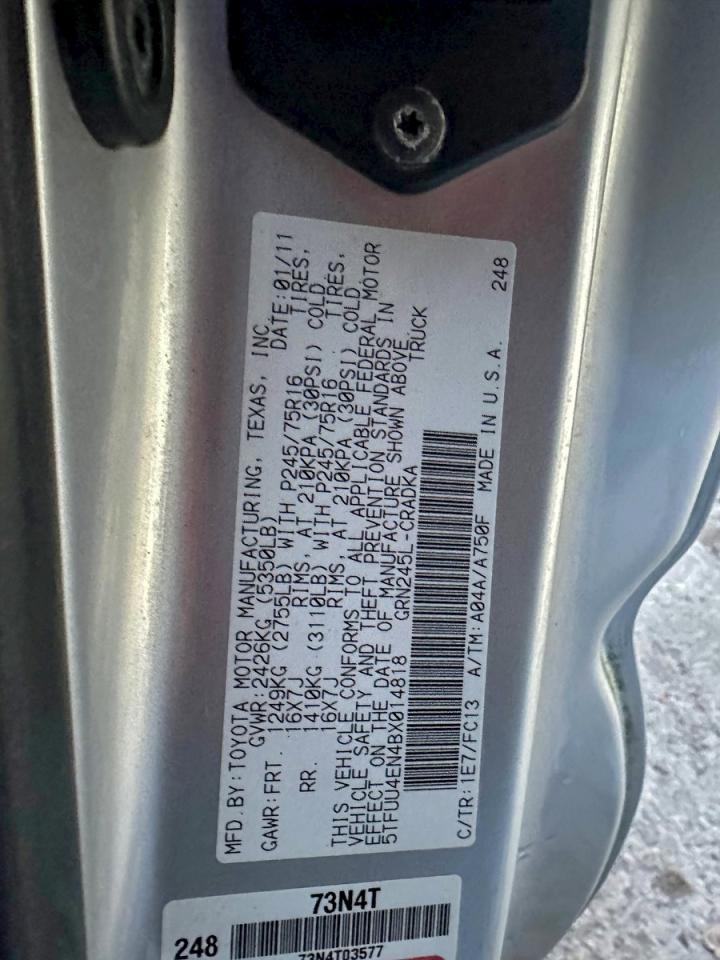 MFD. BY: TOYOTA MOTOR MANUFACTURING, TEXAS, INC.
GVWR: 2426KG (5350LB) DATE: 01/11
GAWR: FRT. 1249KG (2755LB) WITH P245/75R16 TIRES,
16X7J RIMS, AT 210KPA (30PSI) COLD
RR. 1410KG (3110LB) WITH P245/75R16 TIRES,
16X7J RIMS, AT 210KPA (30PSI) COLD
THIS VEHICLE CONFORMS TO ALL APPLICABLE FEDERAL MOTOR
VEHICLE SAFETY AND THEFT PREVENTION STANDARDS IN
EFFECT ON THE DATE OF MANUFACTURE SHOWN ABOVE.
5TFUU4EN4BX014818 GRN245L-CRADKA TRUCK
C/TR: 1E7/FC13 A/TM: A04A/A750F MADE IN U.S.A. 248
73N4T
248
73N4T03577